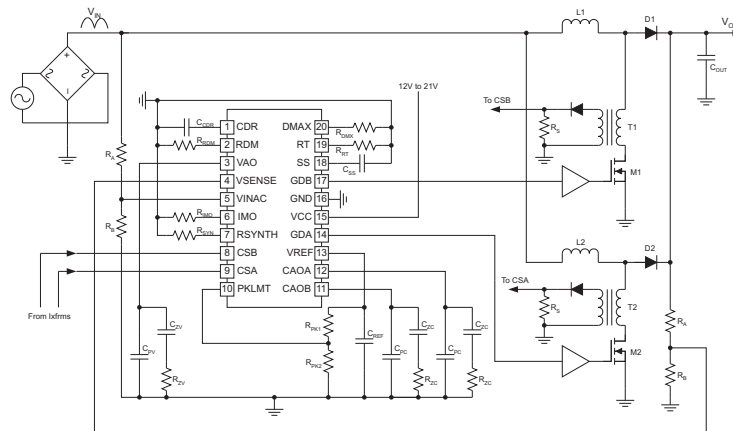 V_IN
L1
D1
V_O
C_OUT
12V to 21V
To CSB
R_S
T1
M1
C_CDR
1 CDR
DMAX 20
R_DMX
R_RDM
2 RDM
RT 19
R_RT
3 VAO
SS 18
C_SS
R_A
4 VSENSE
GDB 17
5 VINAC
GND 16
R_B
R_IMO
6 IMO
VCC 15
R_SYN
7 RSYNTH
GDA 14
8 CSB
VREF 13
9 CSA
CAOA 12
10 PKLMT
CAOB 11
From Ixfrms
L2
D2
To CSA
R_S
T2
M2
R_A
R_B
C_PV
C_ZV
R_ZV
R_PK1
R_PK2
C_REF
C_PC
C_ZC
R_ZC
C_PC
C_ZC
R_ZC